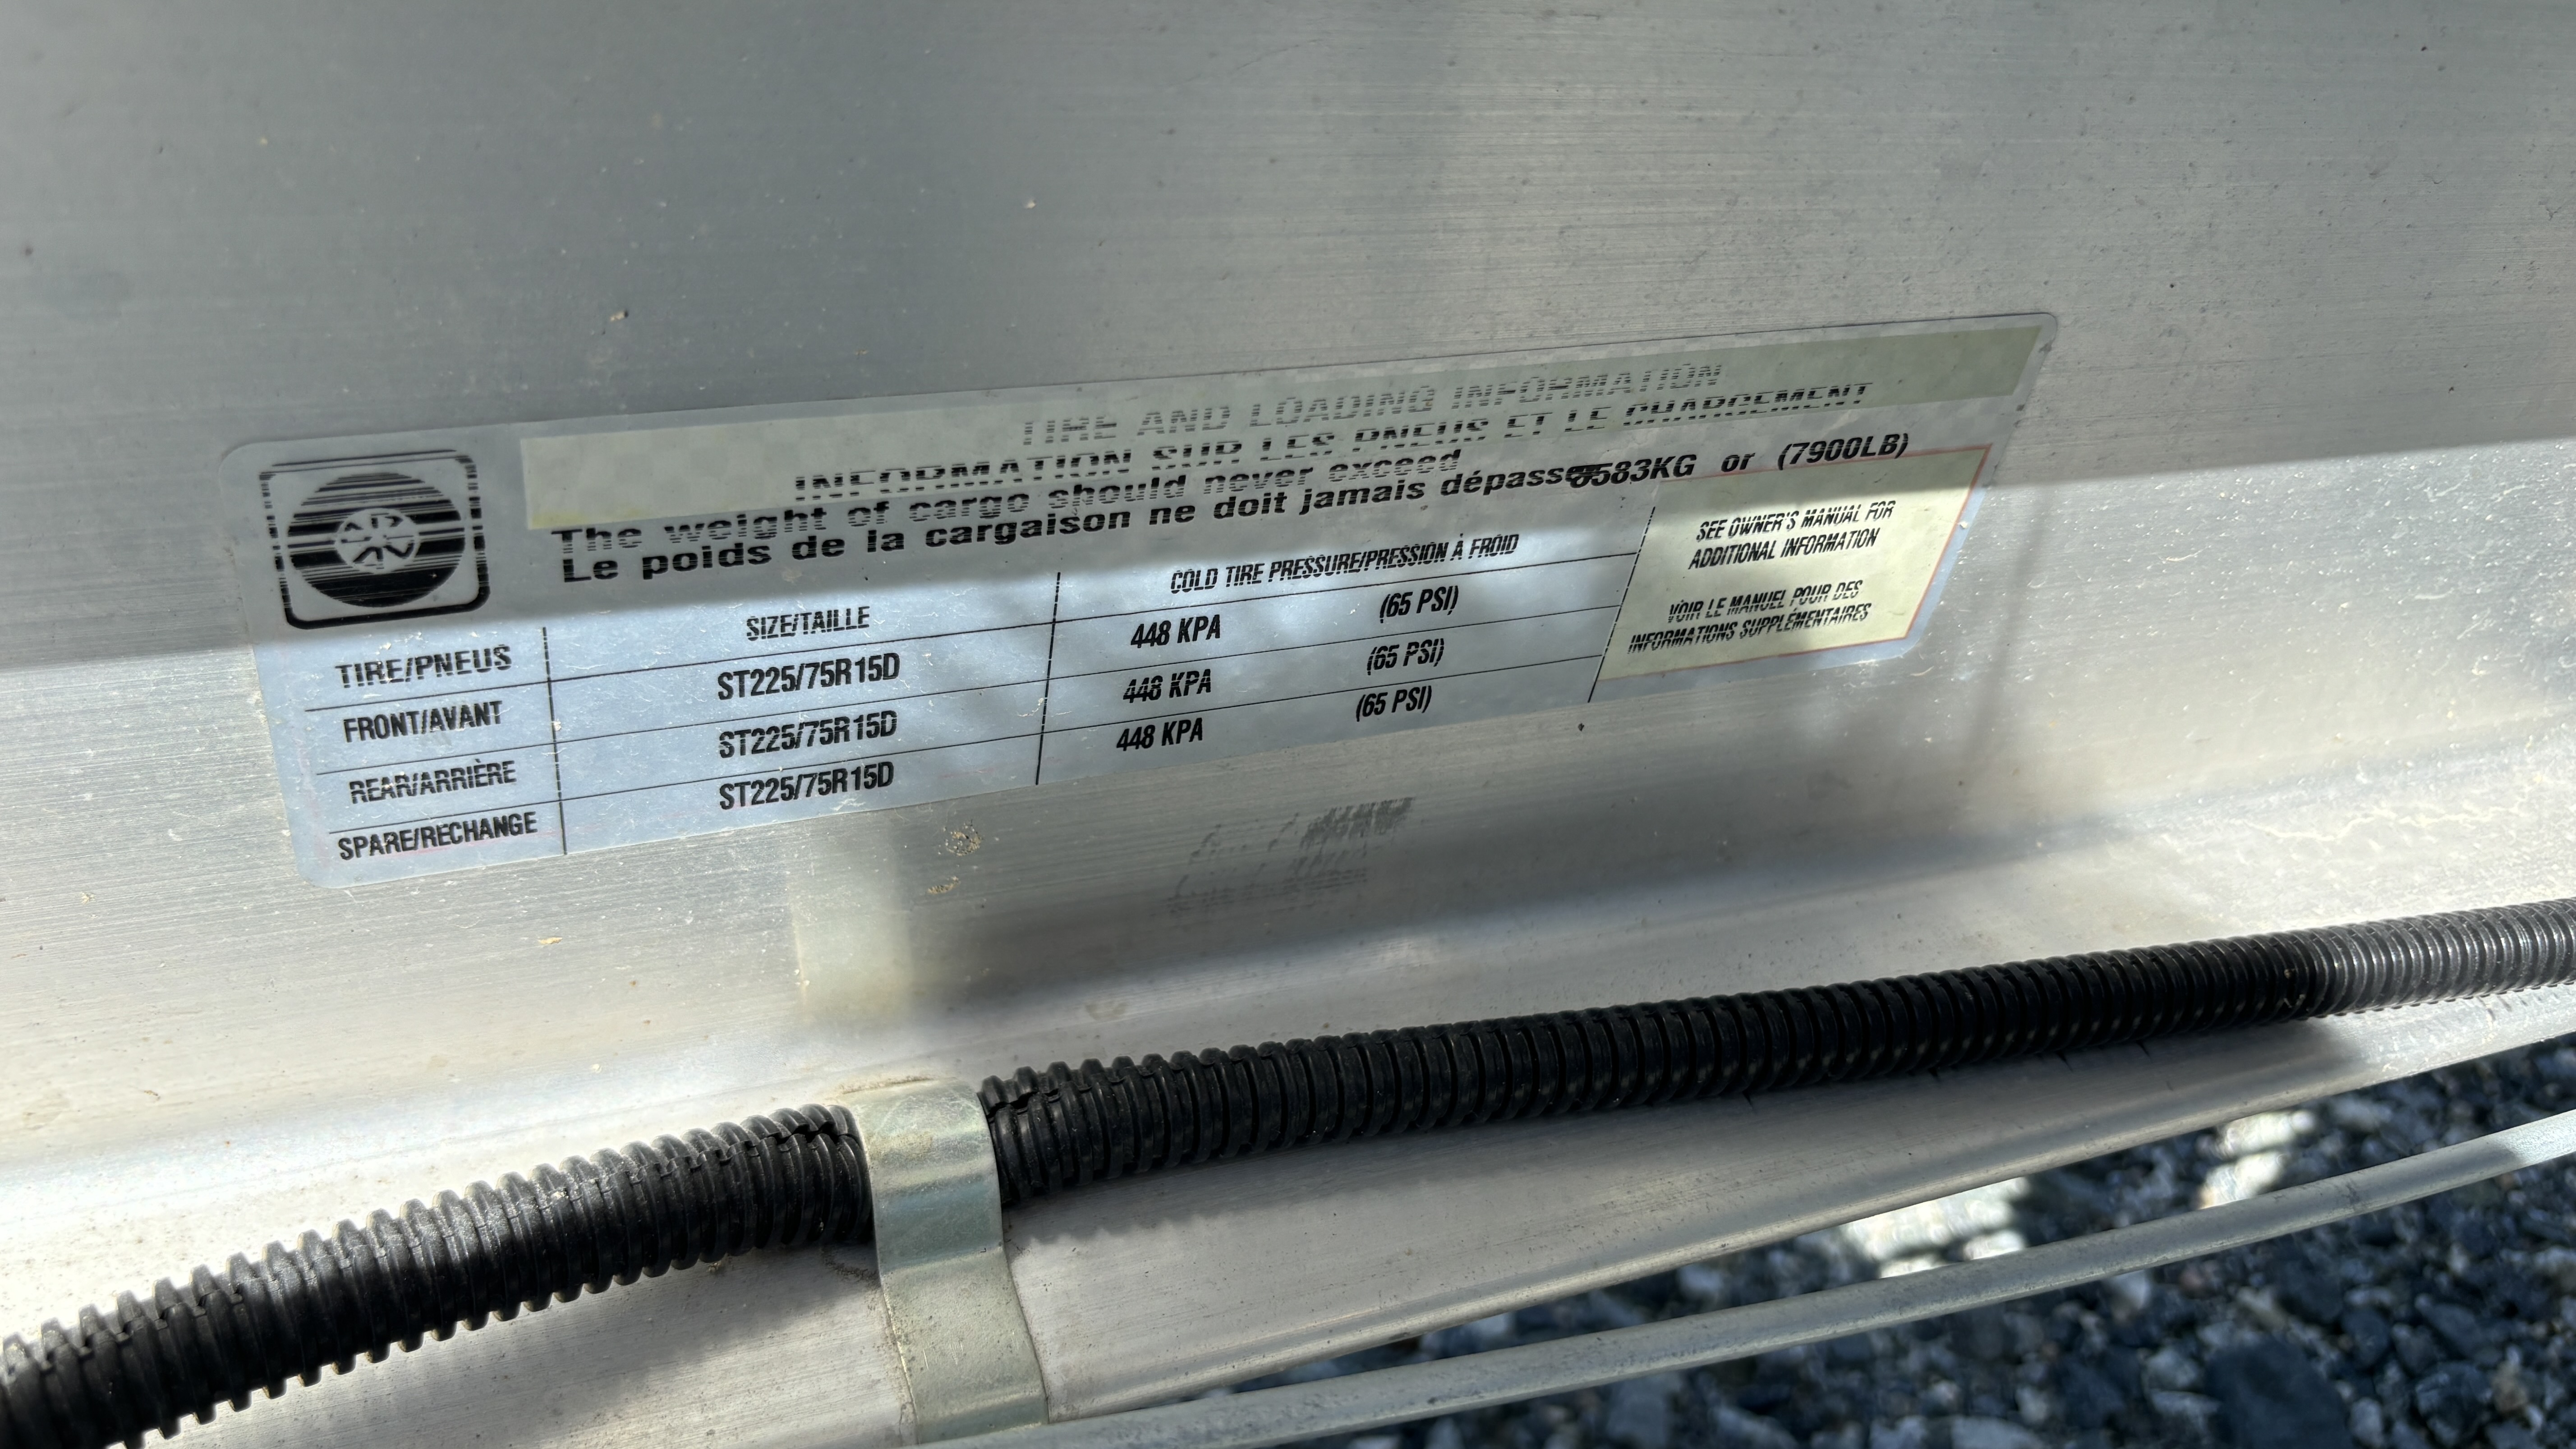 TIRE AND LOADING INFORMATION
INFORMATION SUR LES PNEUS ET LE CHARGEMENT
The weight of cargo should never exceed
Le poids de la cargaison ne doit jamais dépasser 3583KG or (7900LB)
TIRE/PNEUS SIZE/TAILLE COLD TIRE PRESSURE/PRESSION À FROID
FRONT/AVANT ST225/75R15D 448 KPA (65 PSI)
REAR/ARRIÈRE ST225/75R15D 448 KPA (65 PSI)
SPARE/RECHANGE ST225/75R15D 448 KPA (65 PSI)
SEE OWNER'S MANUAL FOR
ADDITIONAL INFORMATION
VOIR LE MANUEL POUR DES
INFORMATIONS SUPPLÉMENTAIRES